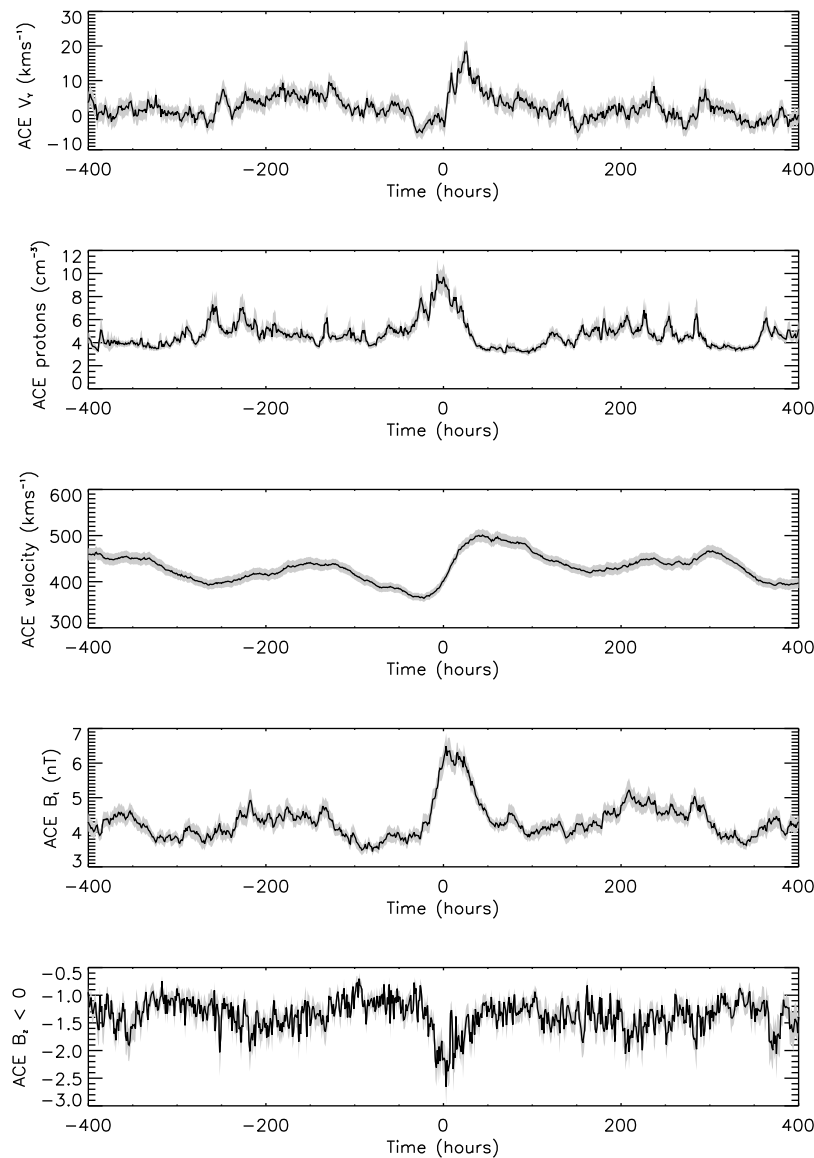 ACE Vᵧ (kms⁻¹)
30
20
10
0
−10
−400 −200 0 200 400
Time (hours)
ACE protons (cm⁻³)
12
10
8
6
4
2
0
−400 −200 0 200 400
Time (hours)
ACE velocity (kms⁻¹)
600
500
400
300
−400 −200 0 200 400
Time (hours)
ACE Bₜ (nT)
7
6
5
4
3
−400 −200 0 200 400
Time (hours)
ACE B_z < 0
−0.5
−1.0
−1.5
−2.0
−2.5
−3.0
−400 −200 0 200 400
Time (hours)